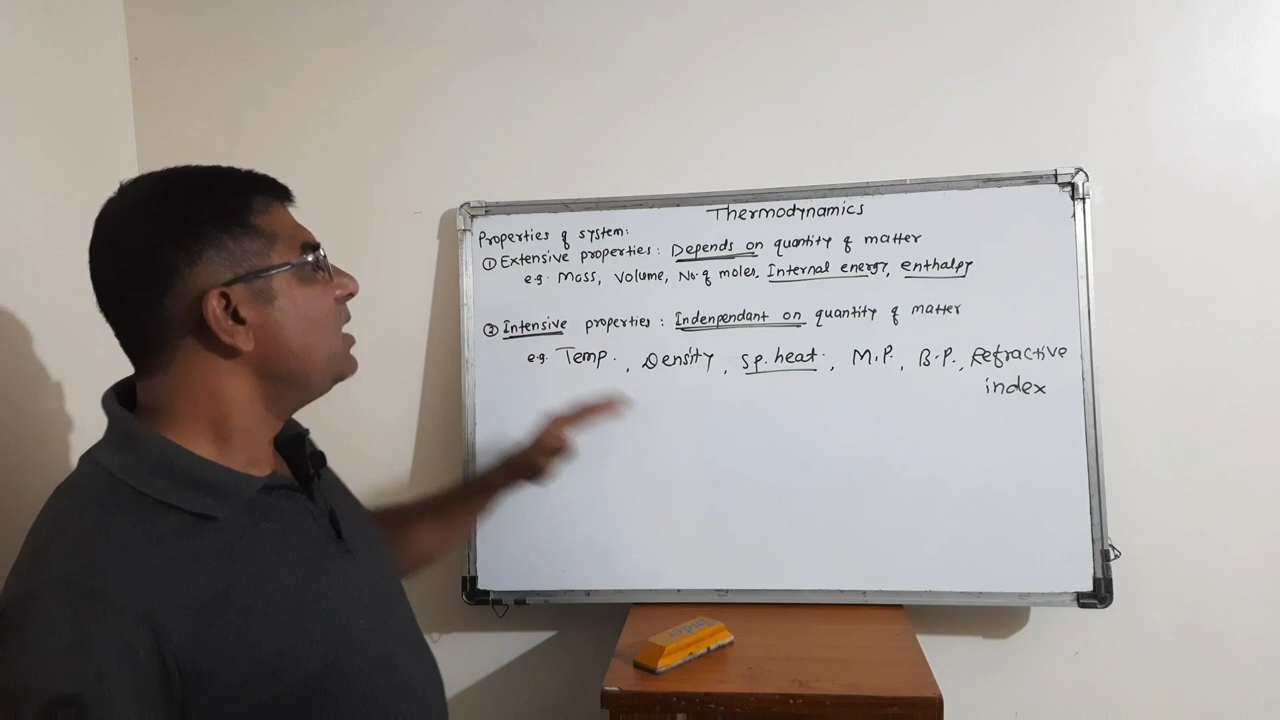 Thermodynamics
Properties of system:
① Extensive properties: Depends on quantity of matter
e.g. Mass, Volume, No. of moles, Internal energy, enthalpy
② Intensive properties: Indenpendant on quantity of matter
e.g. Temp., Density, Sp. heat., M.P., B.P., Refractive
index